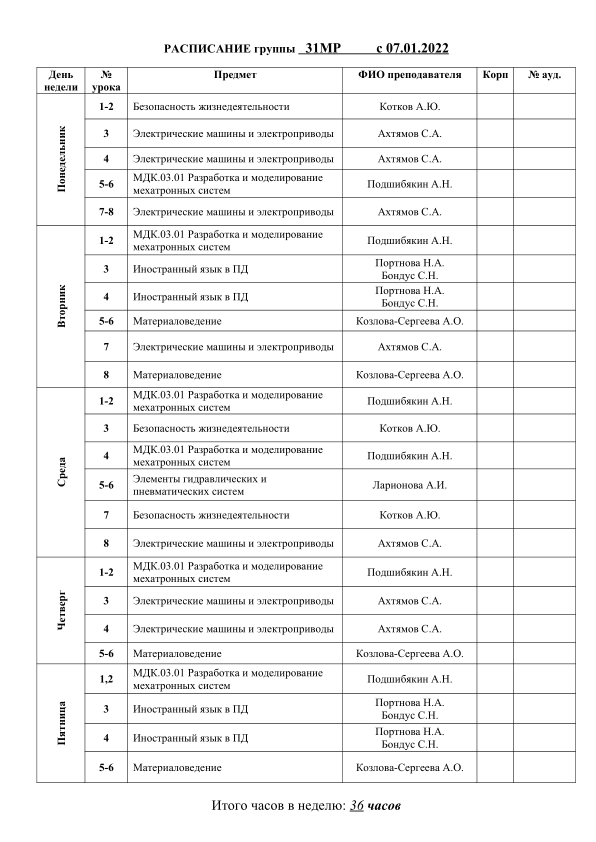 РАСПИСАНИЕ группы 31МР с 07.01.2022
День недели № урока Предмет ФИО преподавателя Корп № ауд.
Понедельник
1-2 Безопасность жизнедеятельности Котков А.Ю.
3 Электрические машины и электроприводы Ахтямов С.А.
4 Электрические машины и электроприводы Ахтямов С.А.
5-6 МДК.03.01 Разработка и моделирование мехатронных систем Подшибякин А.Н.
7-8 Электрические машины и электроприводы Ахтямов С.А.
Вторник
1-2 МДК.03.01 Разработка и моделирование мехатронных систем Подшибякин А.Н.
3 Иностранный язык в ПД Портнова Н.А. Бондус С.Н.
4 Иностранный язык в ПД Портнова Н.А. Бондус С.Н.
5-6 Материаловедение Козлова-Сергеева А.О.
7 Электрические машины и электроприводы Ахтямов С.А.
8 Материаловедение Козлова-Сергеева А.О.
Среда
1-2 МДК.03.01 Разработка и моделирование мехатронных систем Подшибякин А.Н.
3 Безопасность жизнедеятельности Котков А.Ю.
4 МДК.03.01 Разработка и моделирование мехатронных систем Подшибякин А.Н.
5-6 Элементы гидравлических и пневматических систем Ларионова А.И.
7 Безопасность жизнедеятельности Котков А.Ю.
8 Электрические машины и электроприводы Ахтямов С.А.
Четверг
1-2 МДК.03.01 Разработка и моделирование мехатронных систем Подшибякин А.Н.
3 Электрические машины и электроприводы Ахтямов С.А.
4 Электрические машины и электроприводы Ахтямов С.А.
5-6 Материаловедение Козлова-Сергеева А.О.
Пятница
1,2 МДК.03.01 Разработка и моделирование мехатронных систем Подшибякин А.Н.
3 Иностранный язык в ПД Портнова Н.А. Бондус С.Н.
4 Иностранный язык в ПД Портнова Н.А. Бондус С.Н.
5-6 Материаловедение Козлова-Сергеева А.О.
Итого часов в неделю: 36 часов